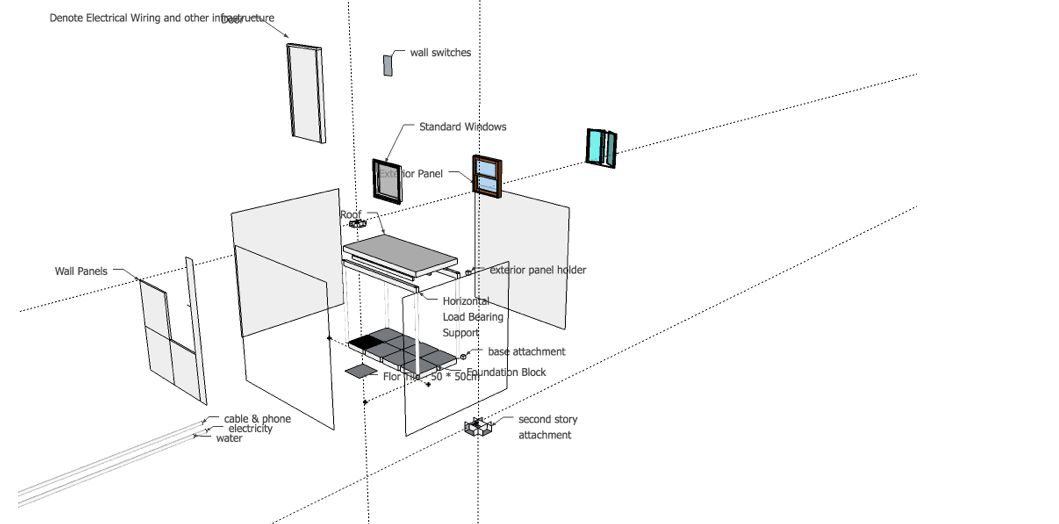 Denote Electrical Wiring and other infrastructure
Door
wall switches
Standard Windows
Exterior Panel
Roof
Wall Panels
exterior panel holder
Horizontal
Load Bearing
Support
base attachment
Foundation Block
Flor Tile 50 * 50cm
cable & phone
electricity
water
second story
attachment